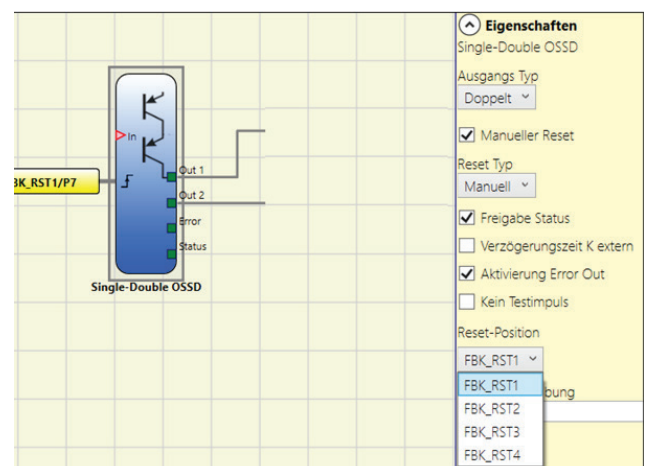 In
BK_RST1/P7
Out 1
Out 2
Error
Status
Single-Double OSSD
Eigenschaften
Single-Double OSSD
Ausgangs Typ
Doppelt
Manueller Reset
Reset Typ
Manuell
Freigabe Status
Verzögerungszeit K extern
Aktivierung Error Out
Kein Testimpuls
Reset-Position
FBK_RST1
FBK_RST1
bung
FBK_RST2
FBK_RST3
FBK_RST4